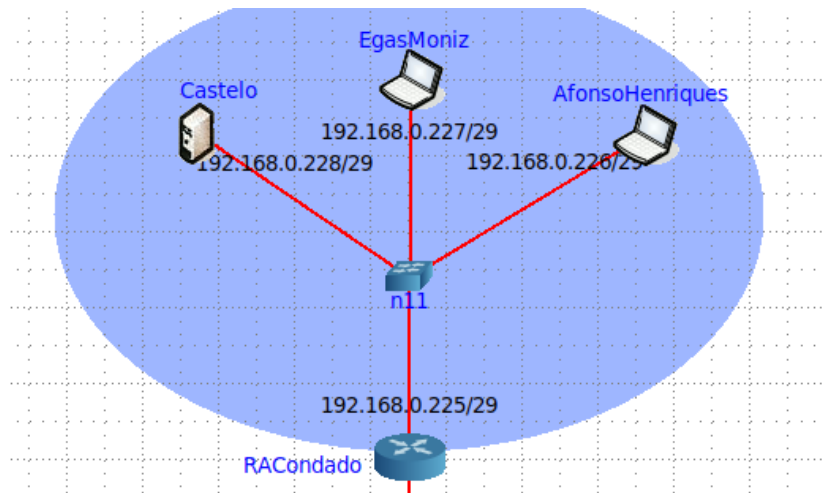 EgasMoniz
Castelo
AfonsoHenriques
192.168.0.227/29
192.168.0.228/29
192.168.0.226/29
n11
192.168.0.225/29
RACondado